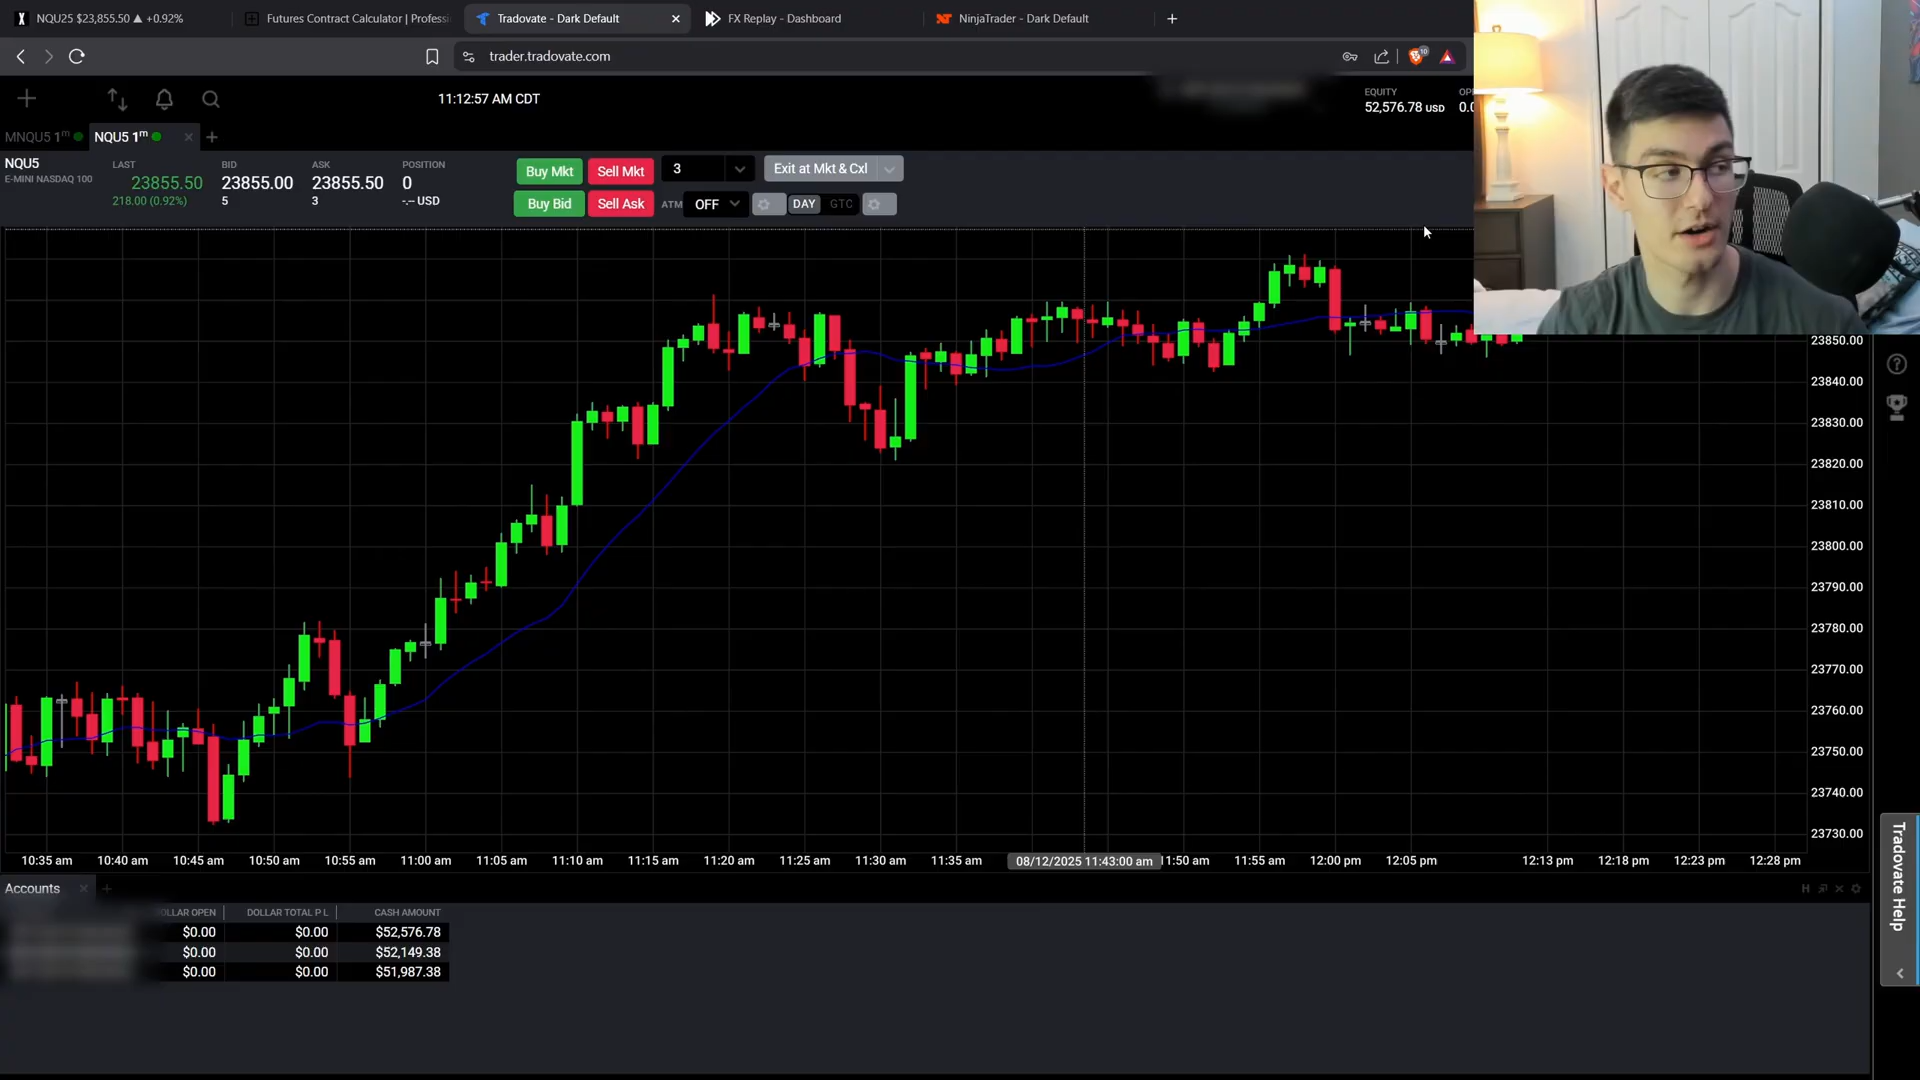 NQU25 $23,855.50 ▲ +0.92%
Futures Contract Calculator | Profess
Tradovate - Dark Default
FX Replay - Dashboard
NinjaTrader - Dark Default
trader.tradovate.com
10
11:12:57 AM CDT
EQUITY
52,576.78 USD
MNQU5 1m
NQU5 1m
NQU5
E-MINI NASDAQ 100
LAST
23855.50
218.00 (0.92%)
BID
23855.00
5
ASK
23855.50
3
POSITION
0
-.-- USD
Buy Mkt
Sell Mkt
3
Exit at Mkt & Cxl
Buy Bid
Sell Ask
ATM
OFF
DAY
GTC
23850.00
23840.00
23830.00
23820.00
23810.00
23800.00
23790.00
23780.00
23770.00
23760.00
23750.00
23740.00
23730.00
10:35 am
10:40 am
10:45 am
10:50 am
10:55 am
11:00 am
11:05 am
11:10 am
11:15 am
11:20 am
11:25 am
11:30 am
11:35 am
08/12/2025 11:43:00 am
11:50 am
11:55 am
12:00 pm
12:05 pm
12:13 pm
12:18 pm
12:23 pm
12:28 pm
Tradovate Help
Accounts
H
DOLLAR TOTAL P L
CASH AMOUNT
$0.00 $0.00 $52,576.78
$0.00 $0.00 $52,149.38
$0.00 $0.00 $51,987.38